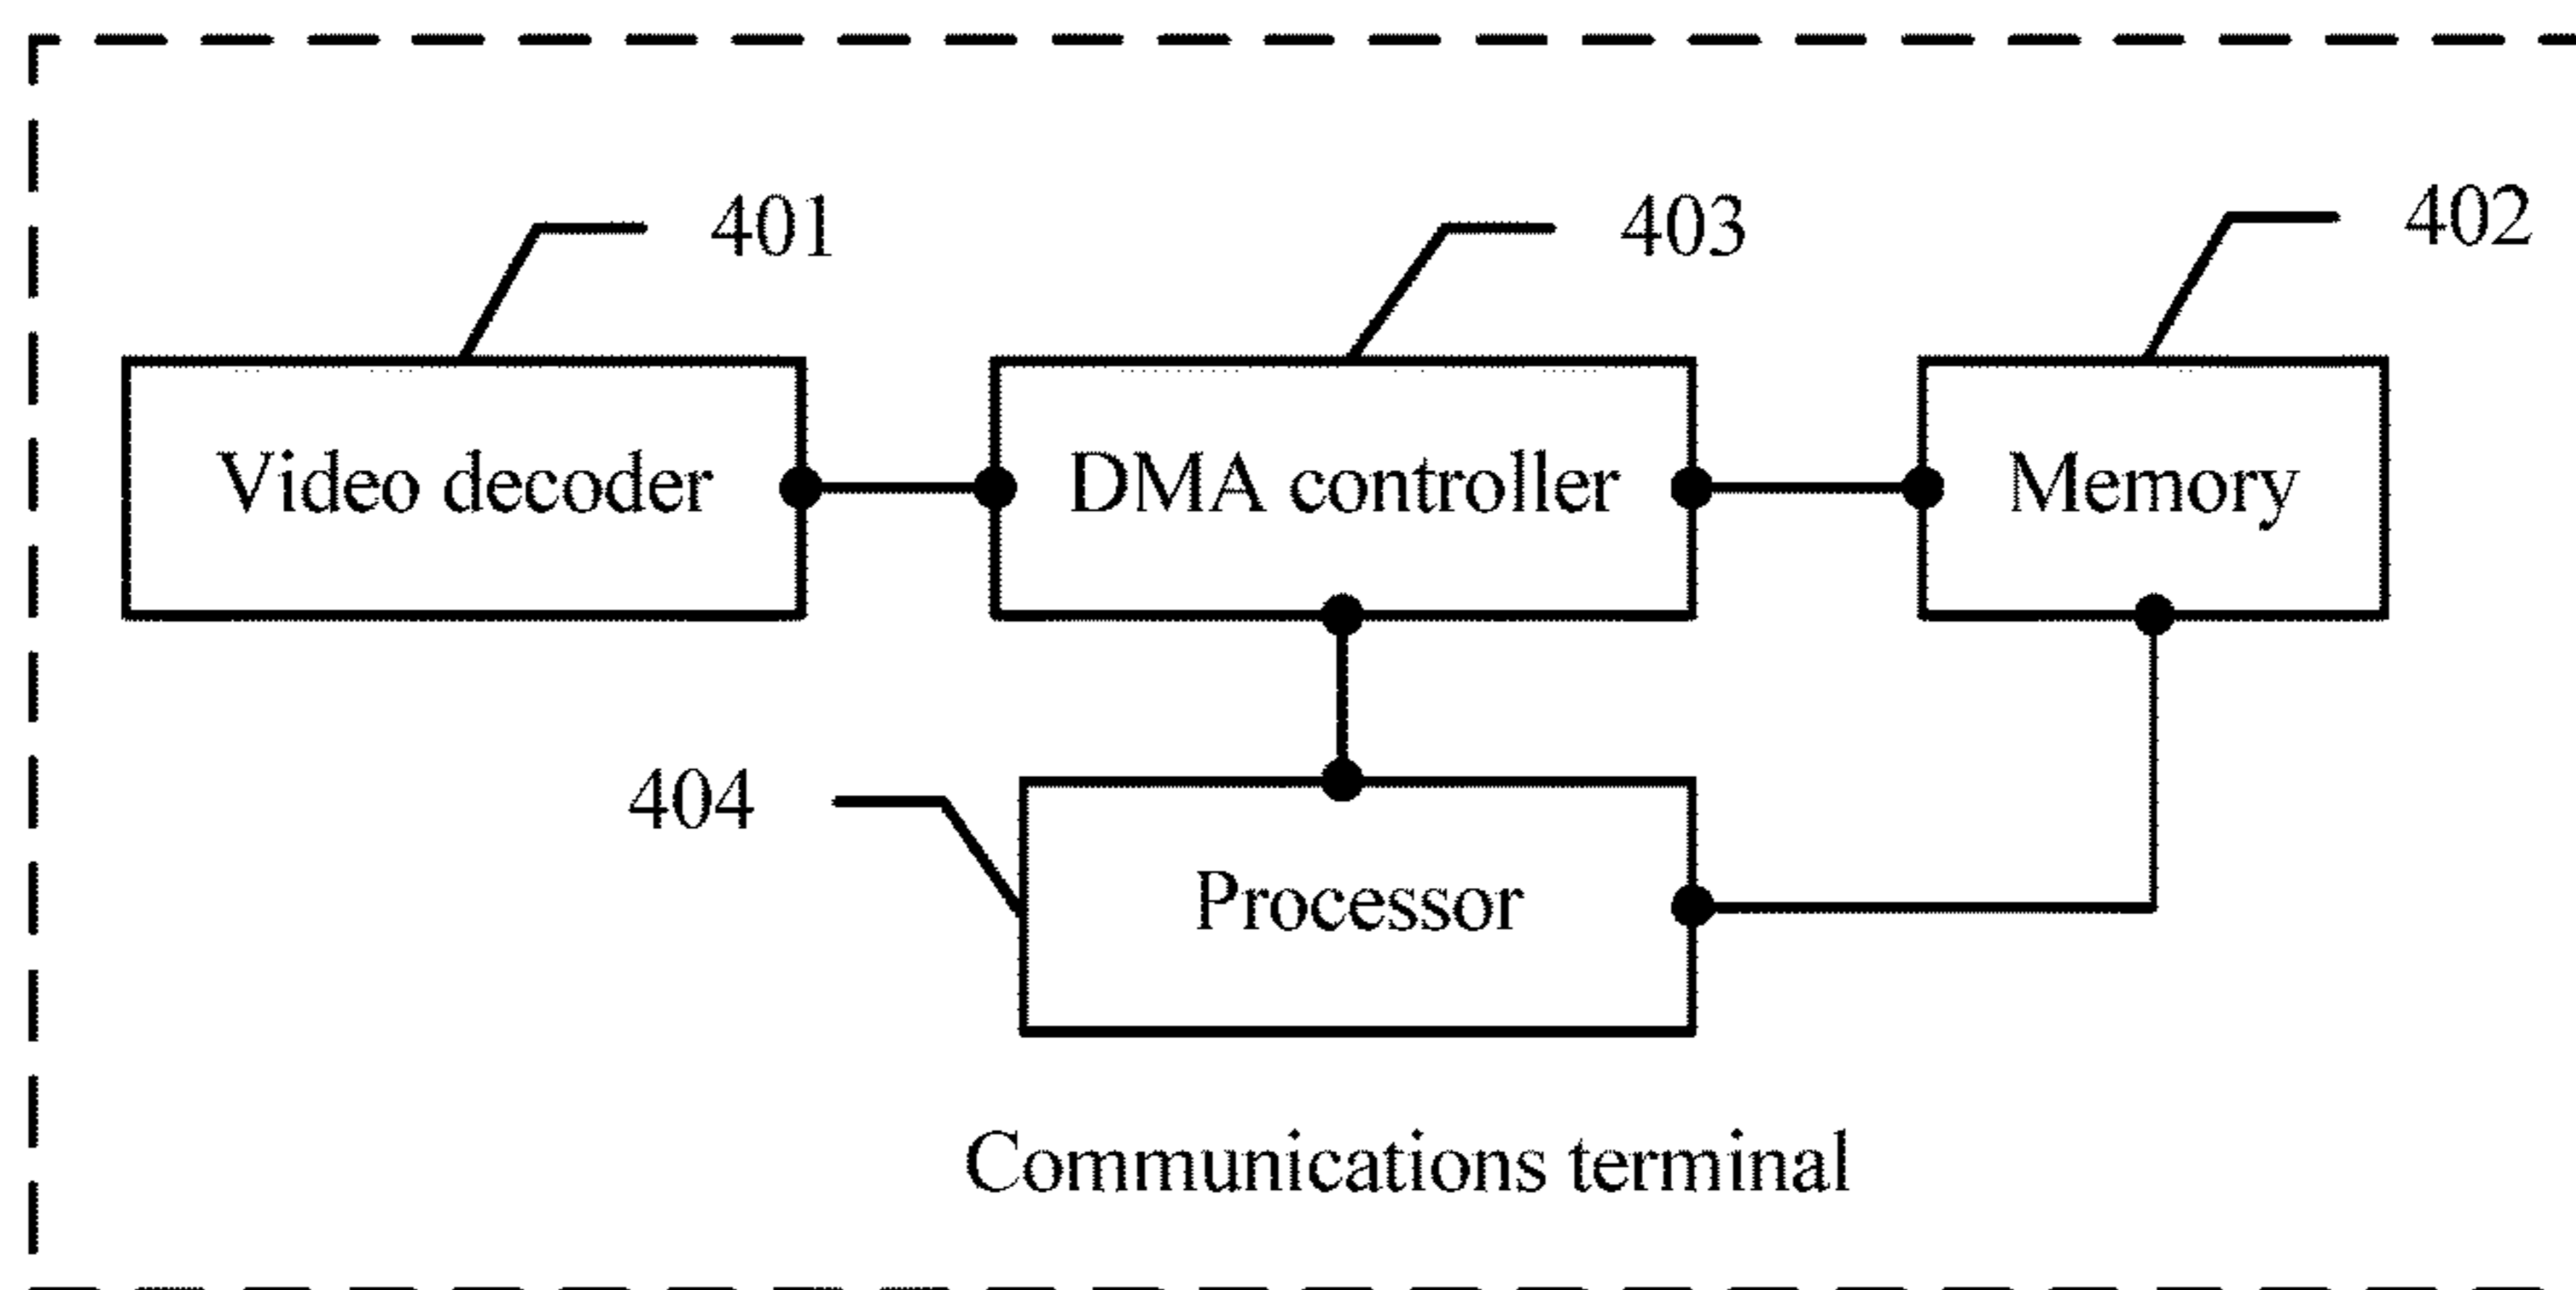 401
403
402
Video decoder
DMA controller
Memory
404
Processor
Communications terminal